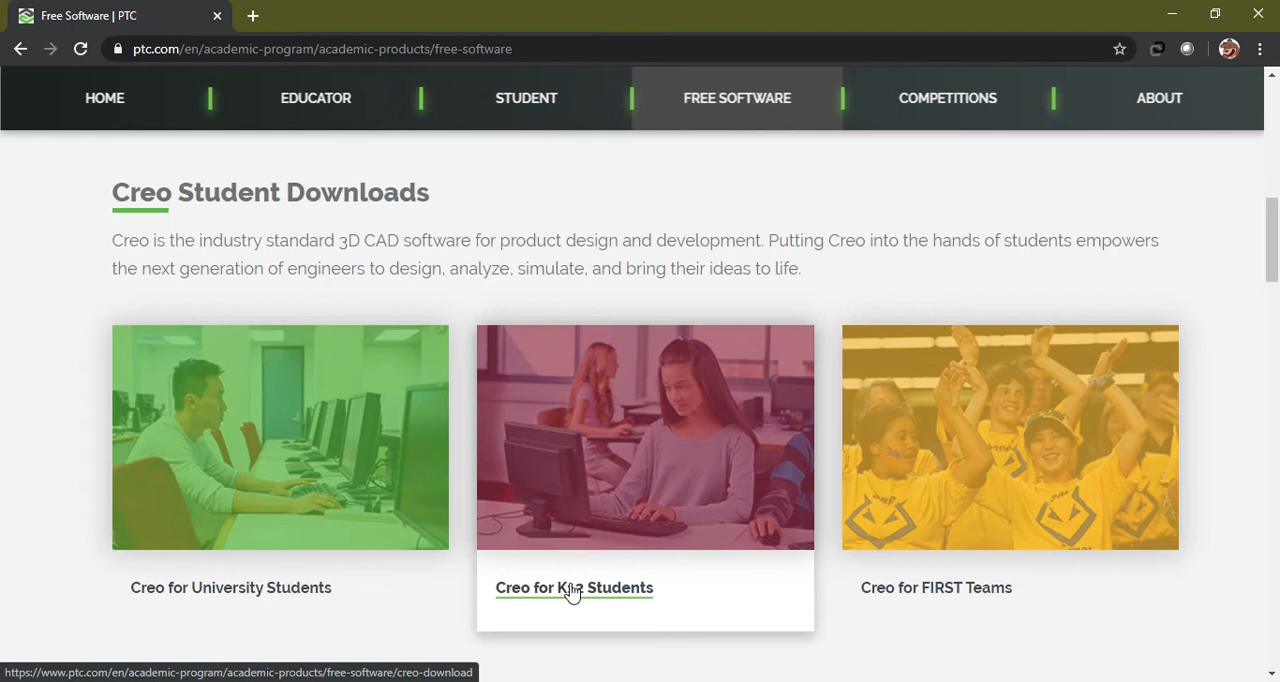 Free Software | PTC
ptc.com/en/academic-program/academic-products/free-software
HOME EDUCATOR STUDENT FREE SOFTWARE COMPETITIONS ABOUT
Creo Student Downloads
Creo is the industry standard 3D CAD software for product design and development. Putting Creo into the hands of students empowers
the next generation of engineers to design, analyze, simulate, and bring their ideas to life.
Creo for University Students
Creo for K12 Students
Creo for FIRST Teams
https://www.ptc.com/en/academic-program/academic-products/free-software/creo-download